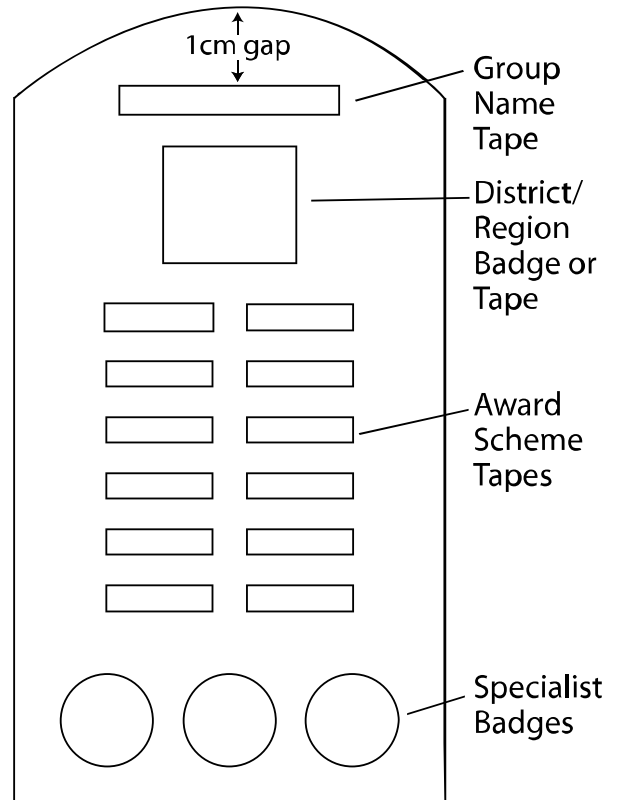 1cm gap
Group
Name
Tape
District/
Region
Badge or
Tape
Award
Scheme
Tapes
Specialist
Badges